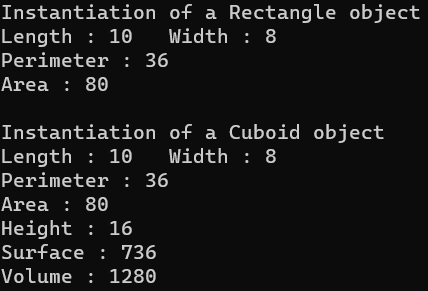 Instantiation of a Rectangle object
Length : 10   Width : 8
Perimeter : 36
Area : 80

Instantiation of a Cuboid object
Length : 10   Width : 8
Perimeter : 36
Area : 80
Height : 16
Surface : 736
Volume : 1280